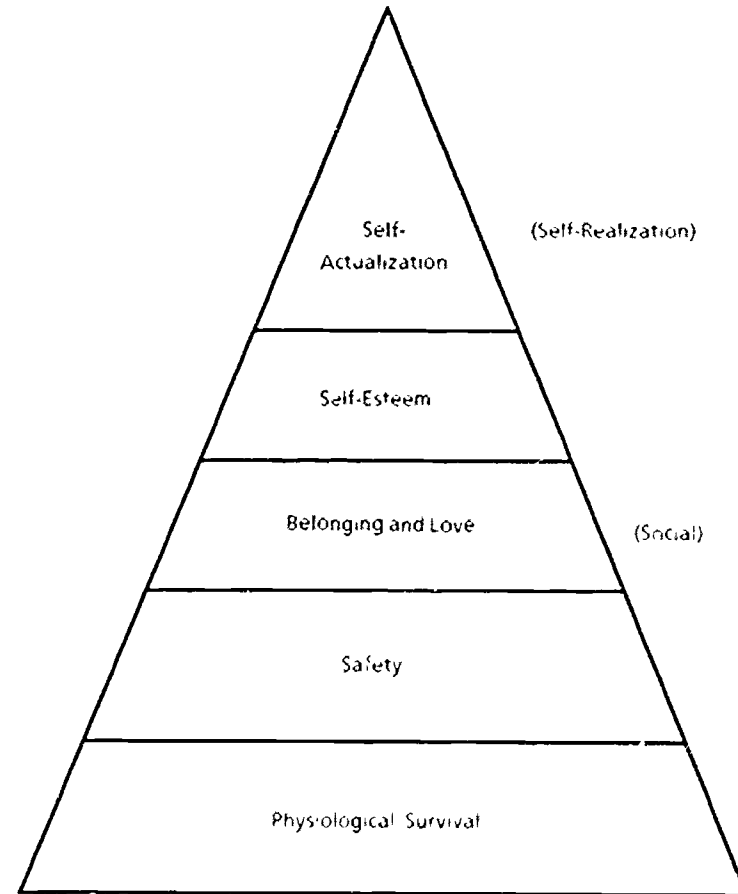 Self-
Actualization
(Self-Realization)
Self-Esteem
Belonging and Love
(Social)
Safety
Physiological Survival